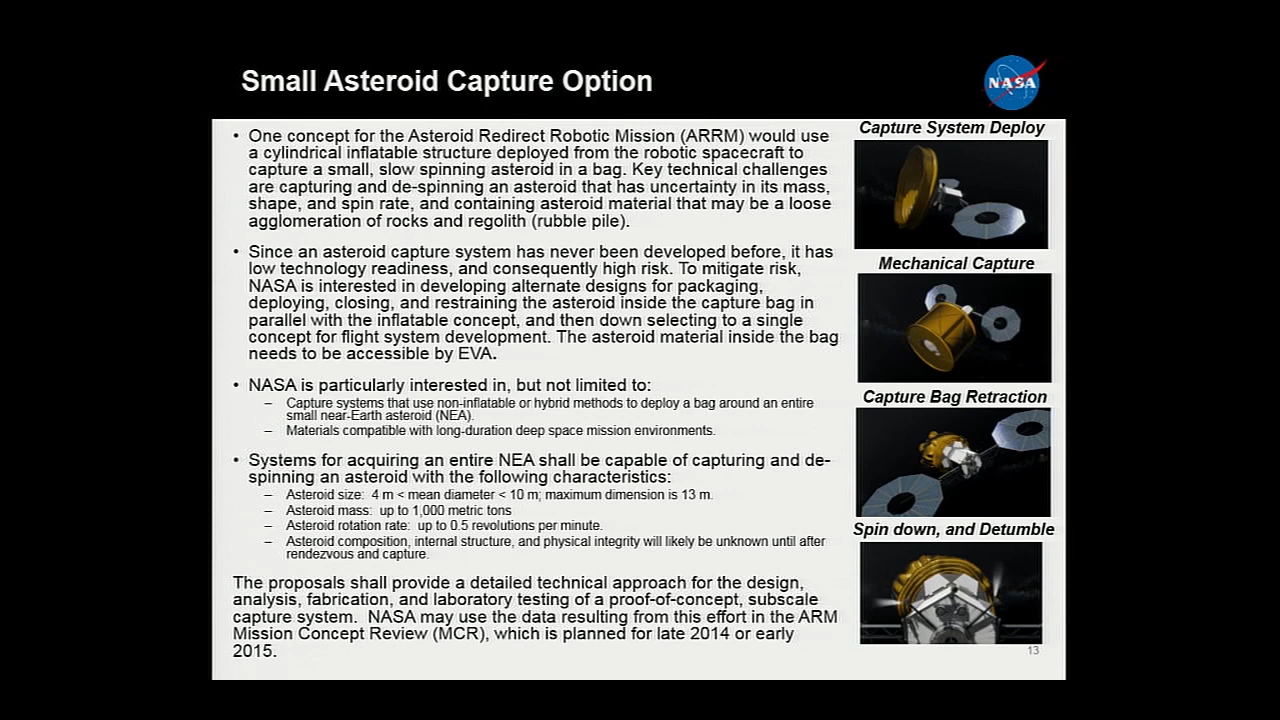 Small Asteroid Capture Option
NASA
• One concept for the Asteroid Redirect Robotic Mission (ARRM) would use
a cylindrical inflatable structure deployed from the robotic spacecraft to
capture a small, slow spinning asteroid in a bag. Key technical challenges
are capturing and de-spinning an asteroid that has uncertainty in its mass,
shape, and spin rate, and containing asteroid material that may be a loose
agglomeration of rocks and regolith (rubble pile).
• Since an asteroid capture system has never been developed before, it has
low technology readiness, and consequently high risk. To mitigate risk,
NASA is interested in developing alternate designs for packaging,
deploying, closing, and restraining the asteroid inside the capture bag in
parallel with the inflatable concept, and then down selecting to a single
concept for flight system development. The asteroid material inside the bag
needs to be accessible by EVA.
• NASA is particularly interested in, but not limited to:
– Capture systems that use non-inflatable or hybrid methods to deploy a bag around an entire
small near-Earth asteroid (NEA).
– Materials compatible with long-duration deep space mission environments.
• Systems for acquiring an entire NEA shall be capable of capturing and de-
spinning an asteroid with the following characteristics:
– Asteroid size: 4 m < mean diameter < 10 m; maximum dimension is 13 m.
– Asteroid mass: up to 1,000 metric tons
– Asteroid rotation rate: up to 0.5 revolutions per minute.
– Asteroid composition, internal structure, and physical integrity will likely be unknown until after
rendezvous and capture.
The proposals shall provide a detailed technical approach for the design,
analysis, fabrication, and laboratory testing of a proof-of-concept, subscale
capture system. NASA may use the data resulting from this effort in the ARM
Mission Concept Review (MCR), which is planned for late 2014 or early
2015.
Capture System Deploy
Mechanical Capture
Capture Bag Retraction
Spin down, and Detumble
13